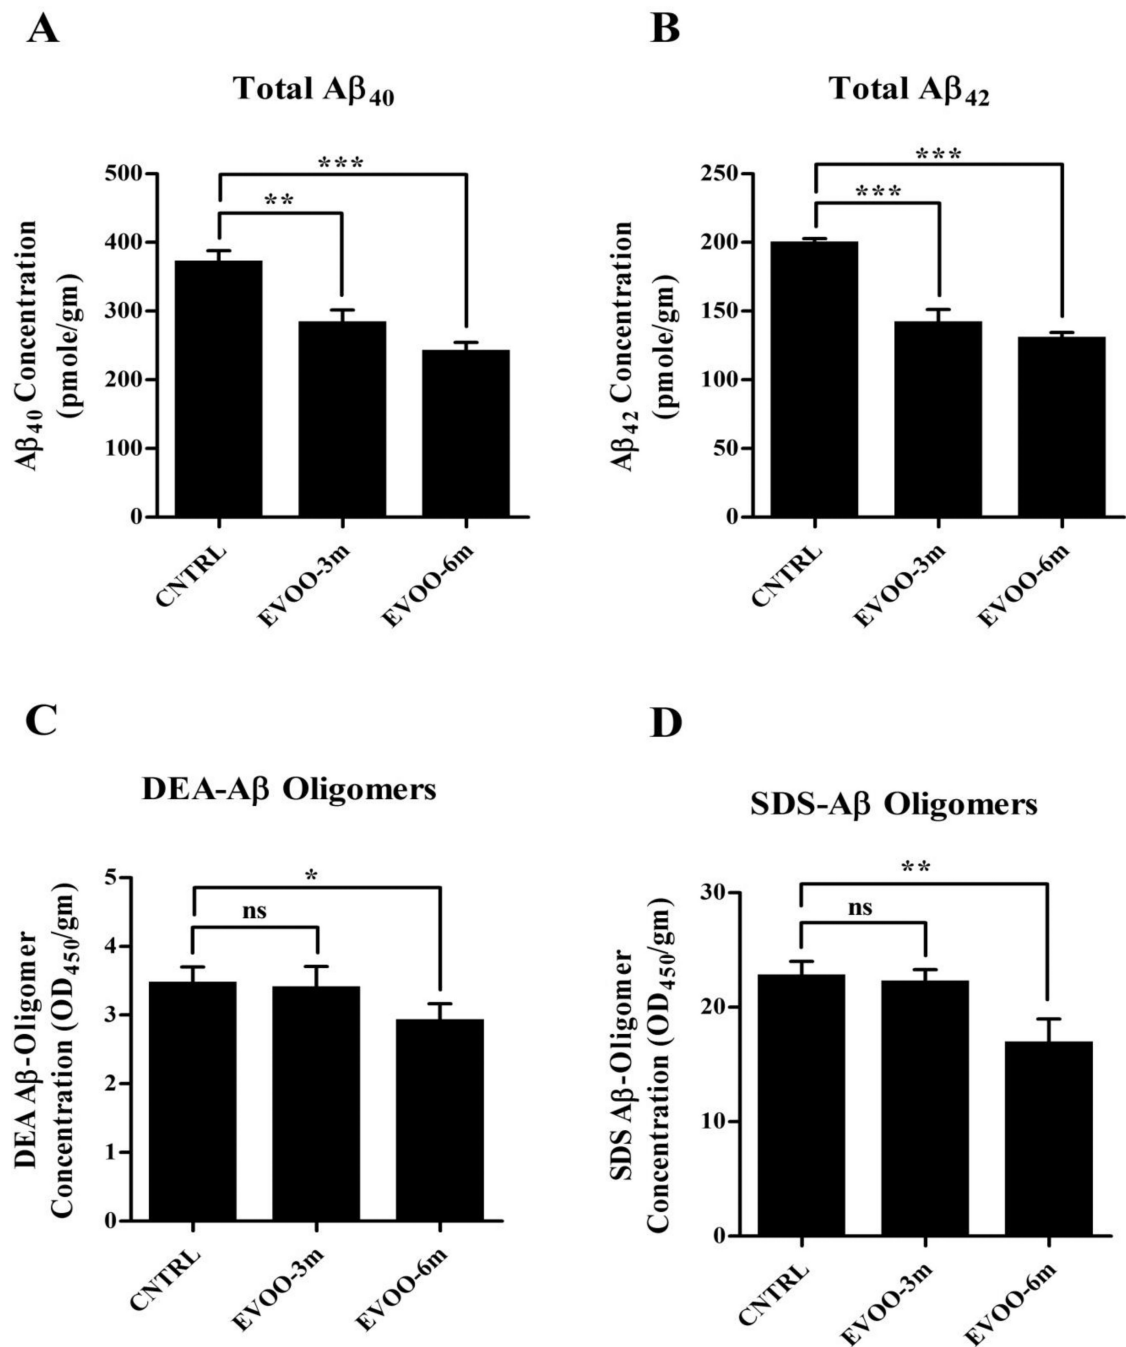 A
Total Aβ40
Aβ40 Concentration
(pmole/gm)
500
400
300
200
100
0
***
**
CNTRL
EVOO-3m
EVOO-6m
B
Total Aβ42
Aβ42 Concentration
(pmole/gm)
250
200
150
100
50
0
***
***
CNTRL
EVOO-3m
EVOO-6m
C
DEA-Aβ Oligomers
DEA Aβ-Oligomer
Concentration (OD450/gm)
5
4
3
2
1
0
*
ns
CNTRL
EVOO-3m
EVOO-6m
D
SDS-Aβ Oligomers
SDS Aβ-Oligomer
Concentration (OD450/gm)
30
20
10
0
**
ns
CNTRL
EVOO-3m
EVOO-6m